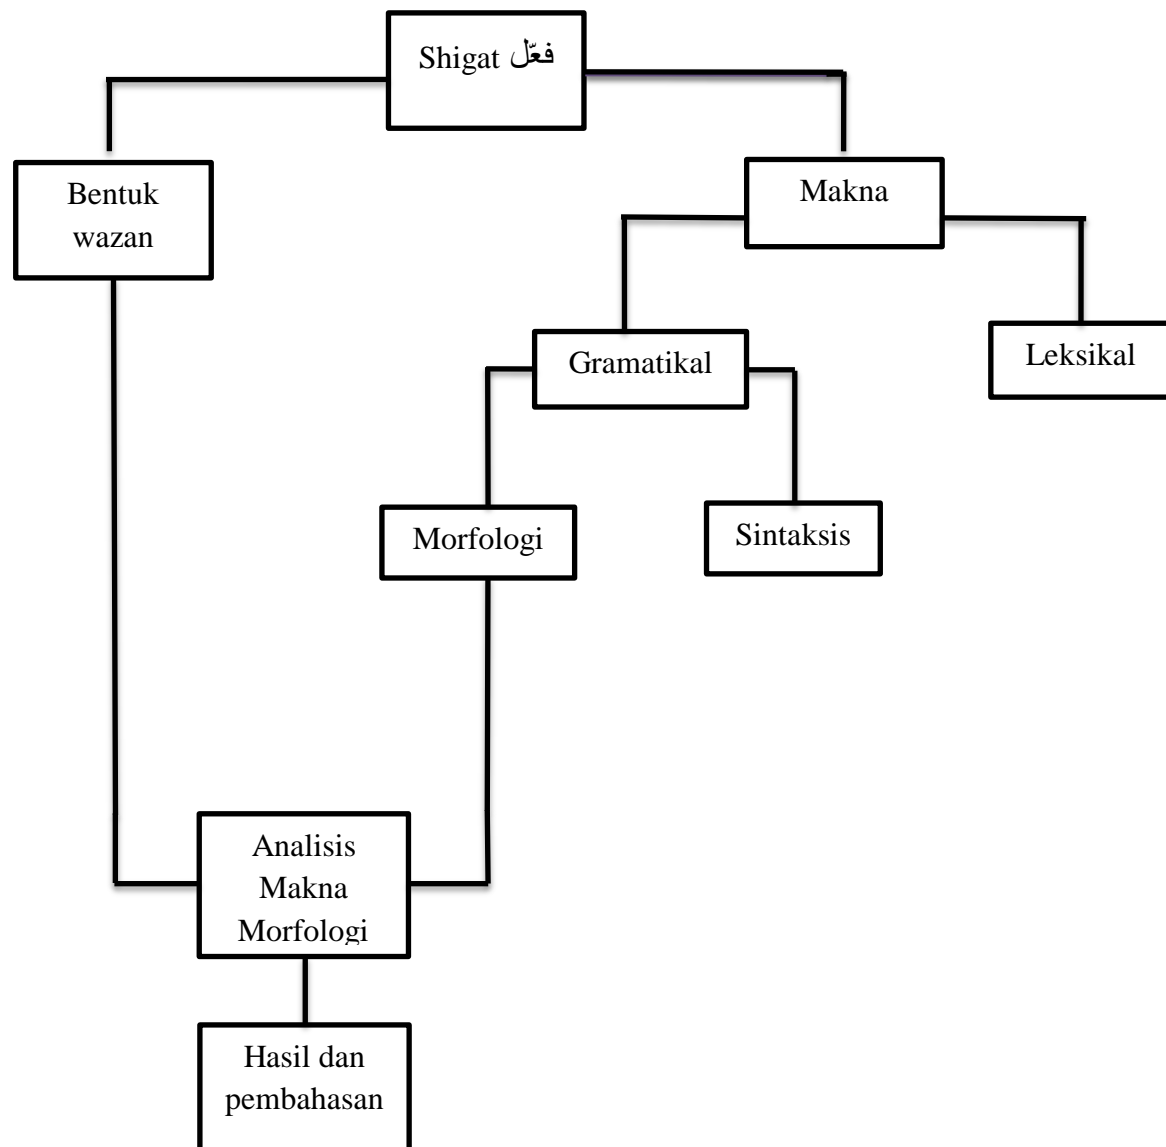 Shigat فعّل
Bentuk
wazan
Makna
Gramatikal
Leksikal
Morfologi
Sintaksis
Analisis
Makna
Morfologi
Hasil dan
pembahasan